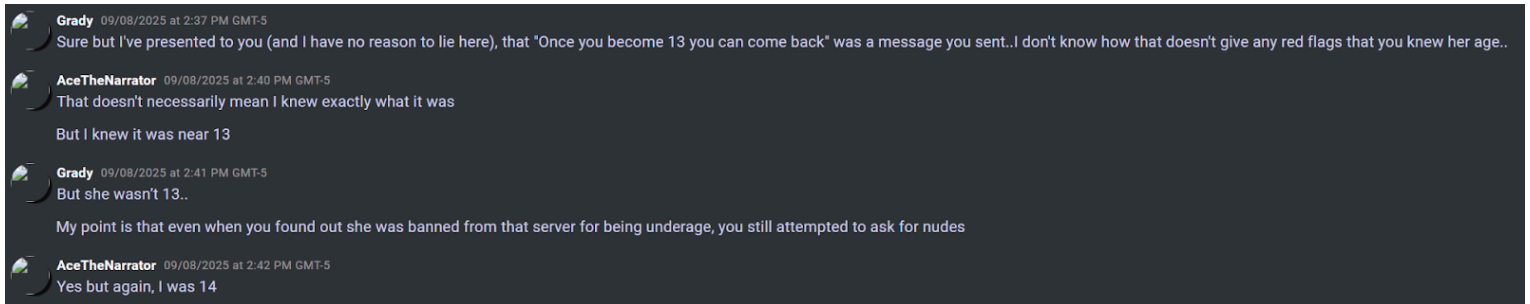 Grady 09/08/2025 at 2:37 PM GMT-5
Sure but I've presented to you (and I have no reason to lie here), that "Once you become 13 you can come back" was a message you sent..I don't know how that doesn't give any red flags that you knew her age..
AceTheNarrator 09/08/2025 at 2:40 PM GMT-5
That doesn't necessarily mean I knew exactly what it was
But I knew it was near 13
Grady 09/08/2025 at 2:41 PM GMT-5
But she wasn't 13..
My point is that even when you found out she was banned from that server for being underage, you still attempted to ask for nudes
AceTheNarrator 09/08/2025 at 2:42 PM GMT-5
Yes but again, I was 14